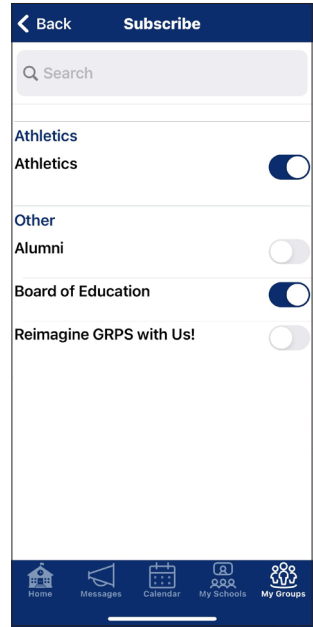 Back
Subscribe
Search
Athletics
Athletics
Other
Alumni
Board of Education
Reimagine GRPS with Us!
Home Messages Calendar My Schools My Groups